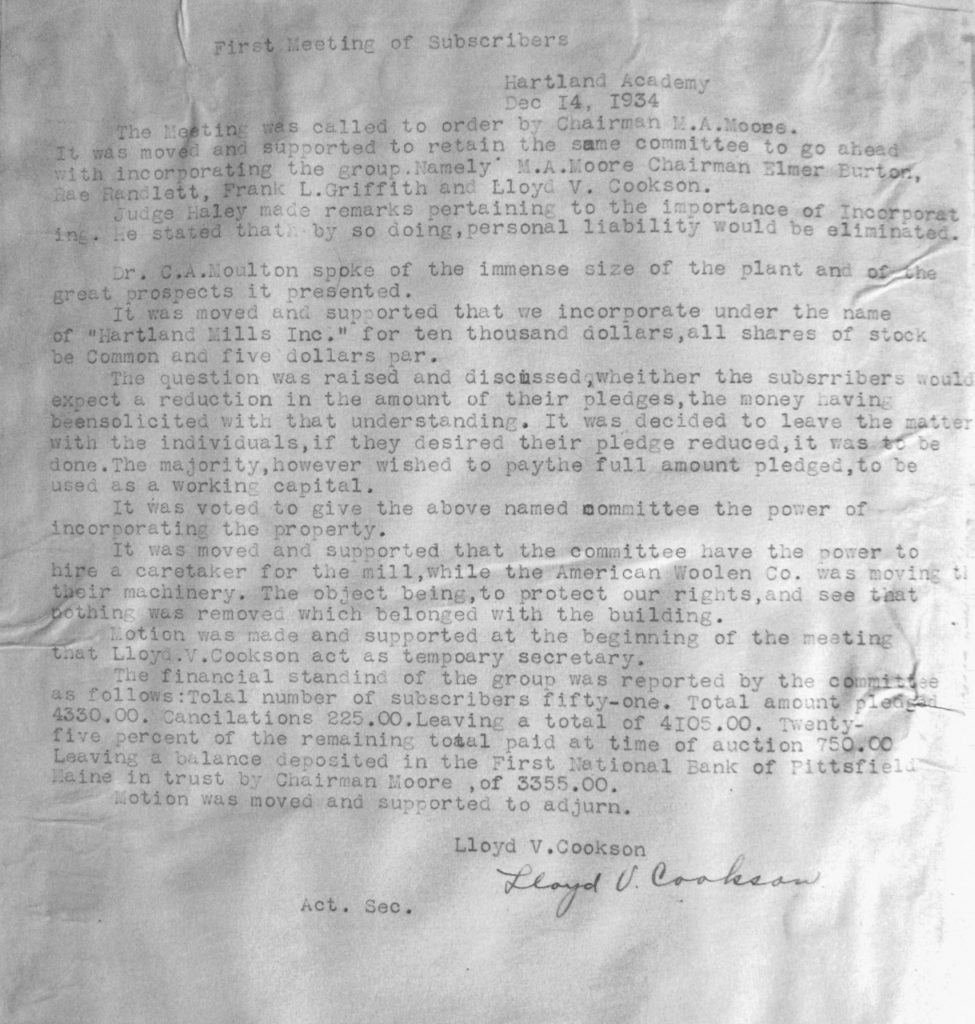 First Meeting of Subscribers
Hartland Academy
Dec 14, 1934
The Meeting was called to order by Chairman M.A.Moore.
It was moved and supported to retain the same committee to go ahead
with incorporating the group.Namely M.A.Moore Chairman Elmer Burton,
Rae Randlett, Frank L.Griffith and Lloyd V. Cookson.
Judge Haley made remarks pertaining to the importance of Incorporat
ing. He stated that by so doing,personal liability would be eliminated.
Dr. C.A.Moulton spoke of the immense size of the plant and of the
great prospects it presented.
It was moved and supported that we incorporate under the name
of "Hartland Mills Inc." for ten thousand dollars,all shares of stock
be Common and five dollars par.
The question was raised and discussed,wheither the subsrribers would
expect a reduction in the amount of their pledges,the money having
beensolicited with that understanding. It was decided to leave the matter
with the individuals,if they desired their pledge reduced,it was to be
done.The majority,however wished to paythe full amount pledged,to be
used as a working capital.
It was voted to give the above named committee the power of
incorporating the property.
It was moved and supported that the committee have the power to
hire a caretaker for the mill,while the American Woolen Co. was moving t
their machinery. The object being,to protect our rights,and see that
nothing was removed which belonged with the building.
Motion was made and supported at the beginning of the meeting
that Lloyd.V.Cookson act as tempoary secretary.
The financial standind of the group was reported by the committee
as follows:Tolal number of subscribers fifty-one. Total amount pledged
4330.00. Cancilations 225.00.Leaving a total of 4105.00. Twenty-
five percent of the remaining total paid at time of auction 750.00
Leaving a balance deposited in the First National Bank of Pittsfield
Maine in trust by Chairman Moore ,of 3355.00.
Motion was moved and supported to adjurn.
Lloyd V.Cookson
Lloyd V. Cookson
Act. Sec.